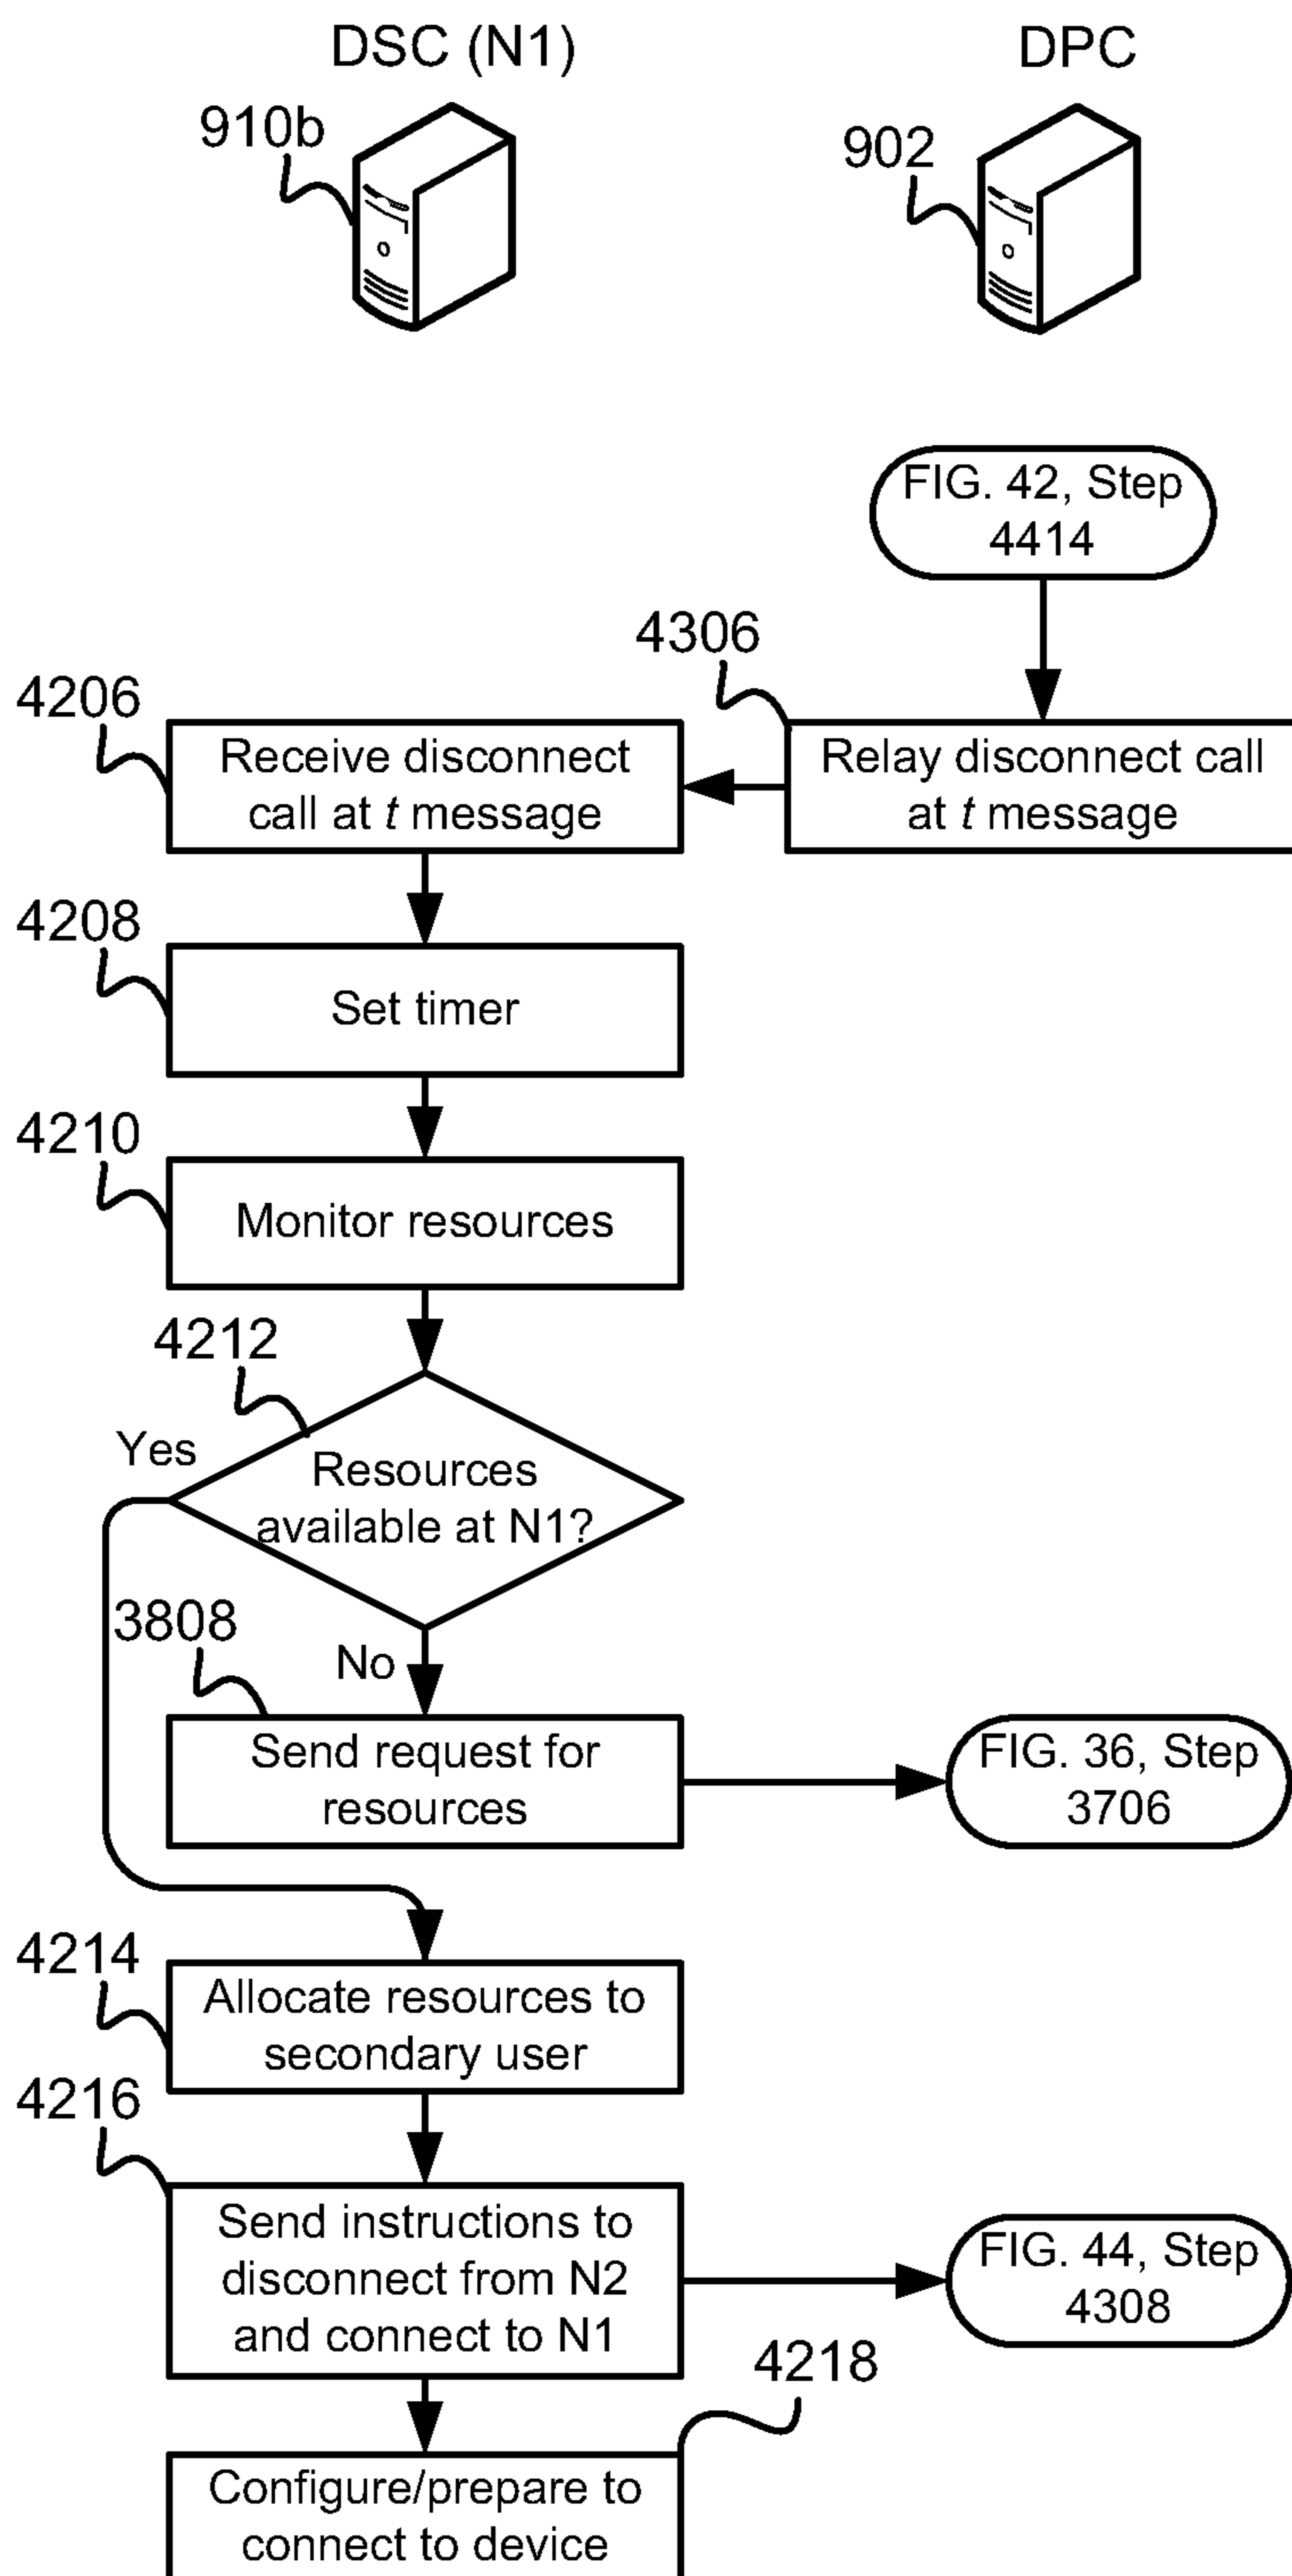 DSC (N1)
DPC
910b
902
FIG. 42, Step
4414
4306
4206
Receive disconnect
call at t message
Relay disconnect call
at t message
4208
Set timer
4210
Monitor resources
4212
Yes
Resources
available at N1?
3808
No
Send request for
resources
FIG. 36, Step
3706
4214
Allocate resources to
secondary user
4216
Send instructions to
disconnect from N2
and connect to N1
FIG. 44, Step
4308
4218
Configure/prepare to
connect to device